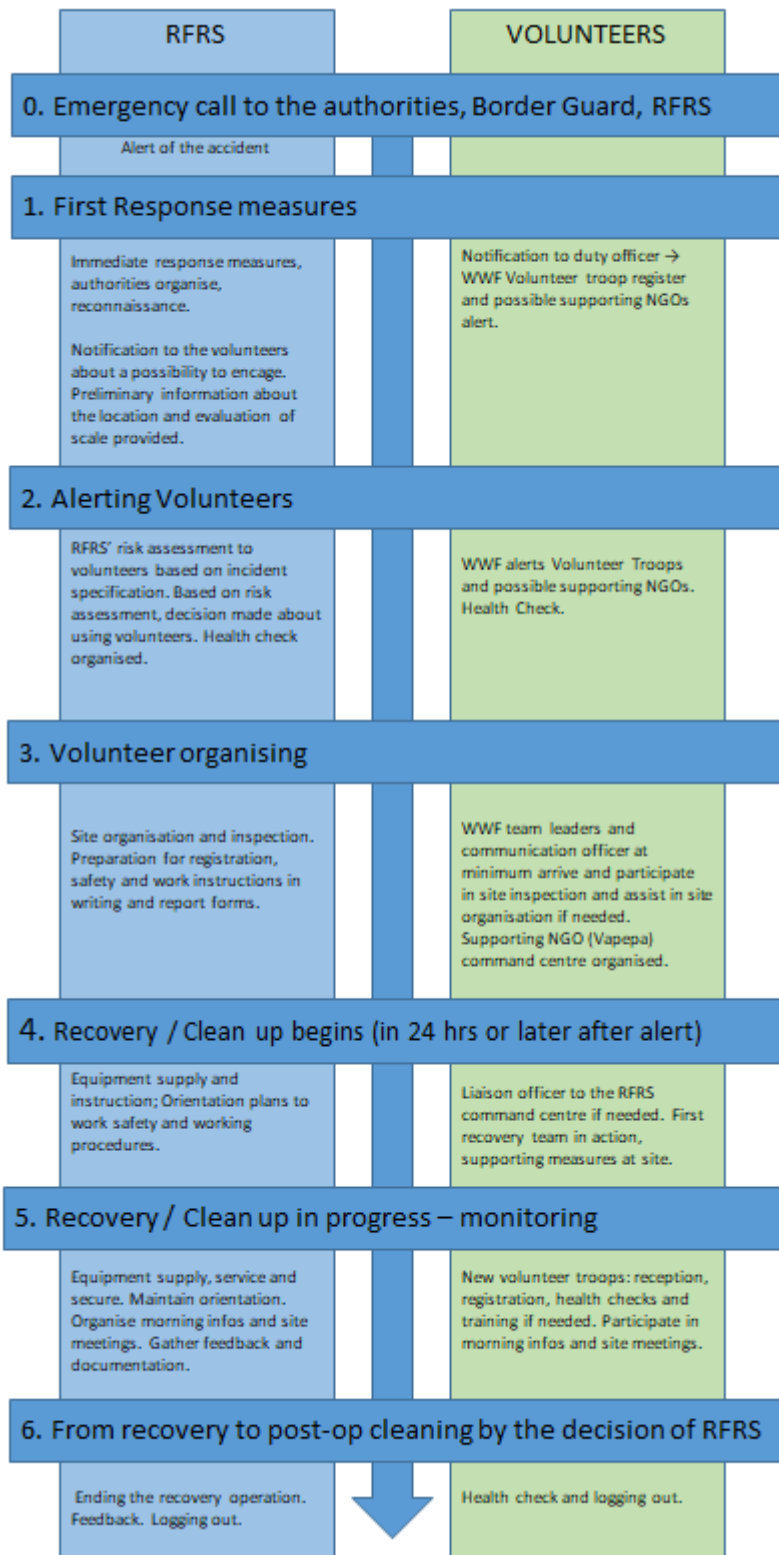 RFRS
VOLUNTEERS
0. Emergency call to the authorities, Border Guard, RFRS
Alert of the accident
1. First Response measures
Immediate response measures,
authorities organise,
reconnaissance.
Notification to the volunteers
about a possibility to encage.
Preliminary information about
the location and evaluation of
scale provided.
Notification to duty officer →
WWF Volunteer troop register
and possible supporting NGOs
alert.
2. Alerting Volunteers
RFRS´ risk assessment to
volunteers based on incident
specification. Based on risk
assessment, decision made about
using volunteers. Health check
organised.
WWF alerts Volunteer Troops
and possible supporting NGOs.
Health Check.
3. Volunteer organising
Site organisation and inspection.
Preparation for registration,
safety and work instructions in
writing and report forms.
WWF team leaders and
communication officer at
minimum arrive and participate
in site inspection and assist in site
organisation if needed.
Supporting NGO (Vapepa)
command centre organised.
4. Recovery / Clean up begins (in 24 hrs or later after alert)
Equipment supply and
instruction; Orientation plans to
work safety and working
procedures.
Liaison officer to the RFRS
command centre if needed. First
recovery team in action,
supporting measures at site.
5. Recovery / Clean up in progress – monitoring
Equipment supply, service and
secure. Maintain orientation.
Organise morning infos and site
meetings. Gather feedback and
documentation.
New volunteer troops: reception,
registration, health checks and
training if needed. Participate in
morning infos and site meetings.
6. From recovery to post-op cleaning by the decision of RFRS
Ending the recovery operation.
Feedback. Logging out.
Health check and logging out.